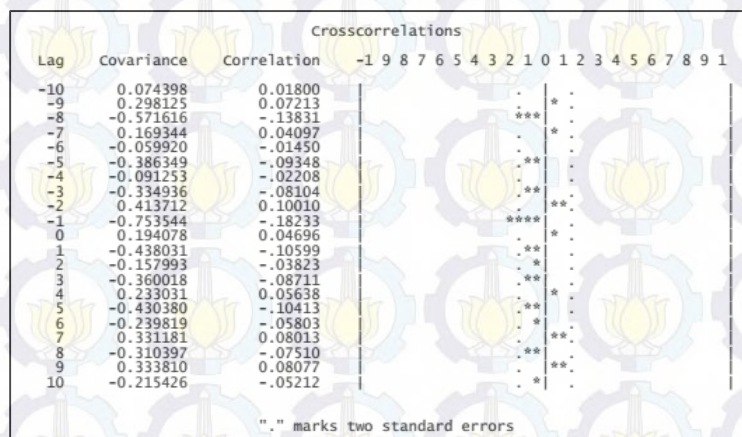 Crosscorrelations
Lag Covariance Correlation -1 9 8 7 6 5 4 3 2 1 0 1 2 3 4 5 6 7 8 9 1
-10 0.074398 0.01800 | . | . |
-9 0.298125 0.07213 | . |* . |
-8 -0.571616 -.13831 | ***| . |
-7 0.169344 0.04097 | . |* . |
-6 -0.059920 -.01450 | . | . |
-5 -0.386349 -.09348 | .**| . |
-4 -0.091253 -.02208 | . | . |
-3 -0.334936 -.08104 | .**| . |
-2 0.413712 0.10010 | . |**. |
-1 -0.753544 -.18233 | ****| . |
0 0.194078 0.04696 | . |* . |
1 -0.438031 -.10599 | .**| . |
2 -0.157993 -.03823 | . *| . |
3 -0.360018 -.08711 | .**| . |
4 0.233031 0.05638 | . |* . |
5 -0.430380 -.10413 | .**| . |
6 -0.239819 -.05803 | . *| . |
7 0.331181 0.08013 | . |**. |
8 -0.310397 -.07510 | .**| . |
9 0.333810 0.08077 | . |**. |
10 -0.215426 -.05212 | . *| . |
"." marks two standard errors